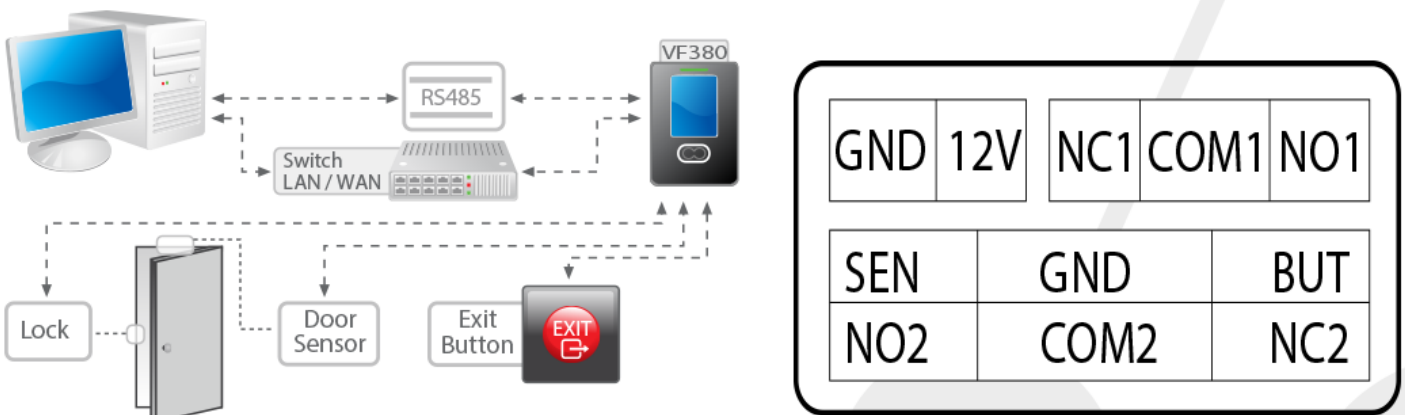 VF380
RS485
Switch
LAN / WAN
Lock
Door
Sensor
Exit
Button
EXIT
GND 12V NC1 COM1 NO1
SEN GND BUT
NO2 COM2 NC2